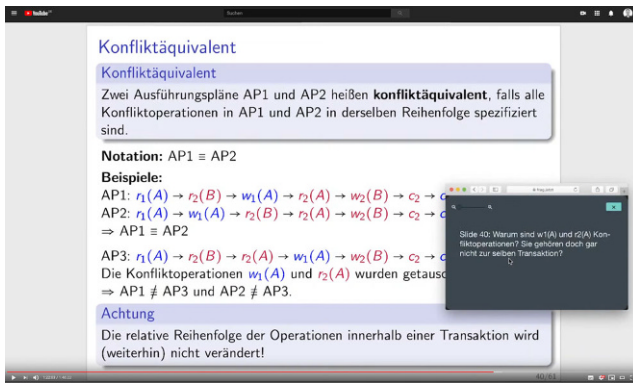 YouTube
Suchen
Konfliktäquivalent
Konfliktäquivalent
Zwei Ausführungspläne AP1 und AP2 heißen konfliktäquivalent, falls alle
Konfliktoperationen in AP1 und AP2 in derselben Reihenfolge spezifiziert
sind.
Notation: AP1 ≡ AP2
Beispiele:
AP1: r₁(A) → r₂(B) → w₁(A) → r₂(A) → w₂(B) → c₂ → c
AP2: r₁(A) → w₁(A) → r₂(B) → r₂(A) → w₂(B) → c₂ → c
⇒ AP1 ≡ AP2
AP3: r₁(A) → r₂(B) → r₂(A) → w₁(A) → w₂(B) → c₂ → c
Die Konfliktoperationen w₁(A) und r₂(A) wurden getausc
⇒ AP1 ≢ AP3 und AP2 ≢ AP3.
Slide 40: Warum sind w1(A) und r2(A) Kon-
fliktoperationen? Sie gehören doch gar
nicht zur selben Transaktion?
Achtung
Die relative Reihenfolge der Operationen innerhalb einer Transaktion wird
(weiterhin) nicht verändert!